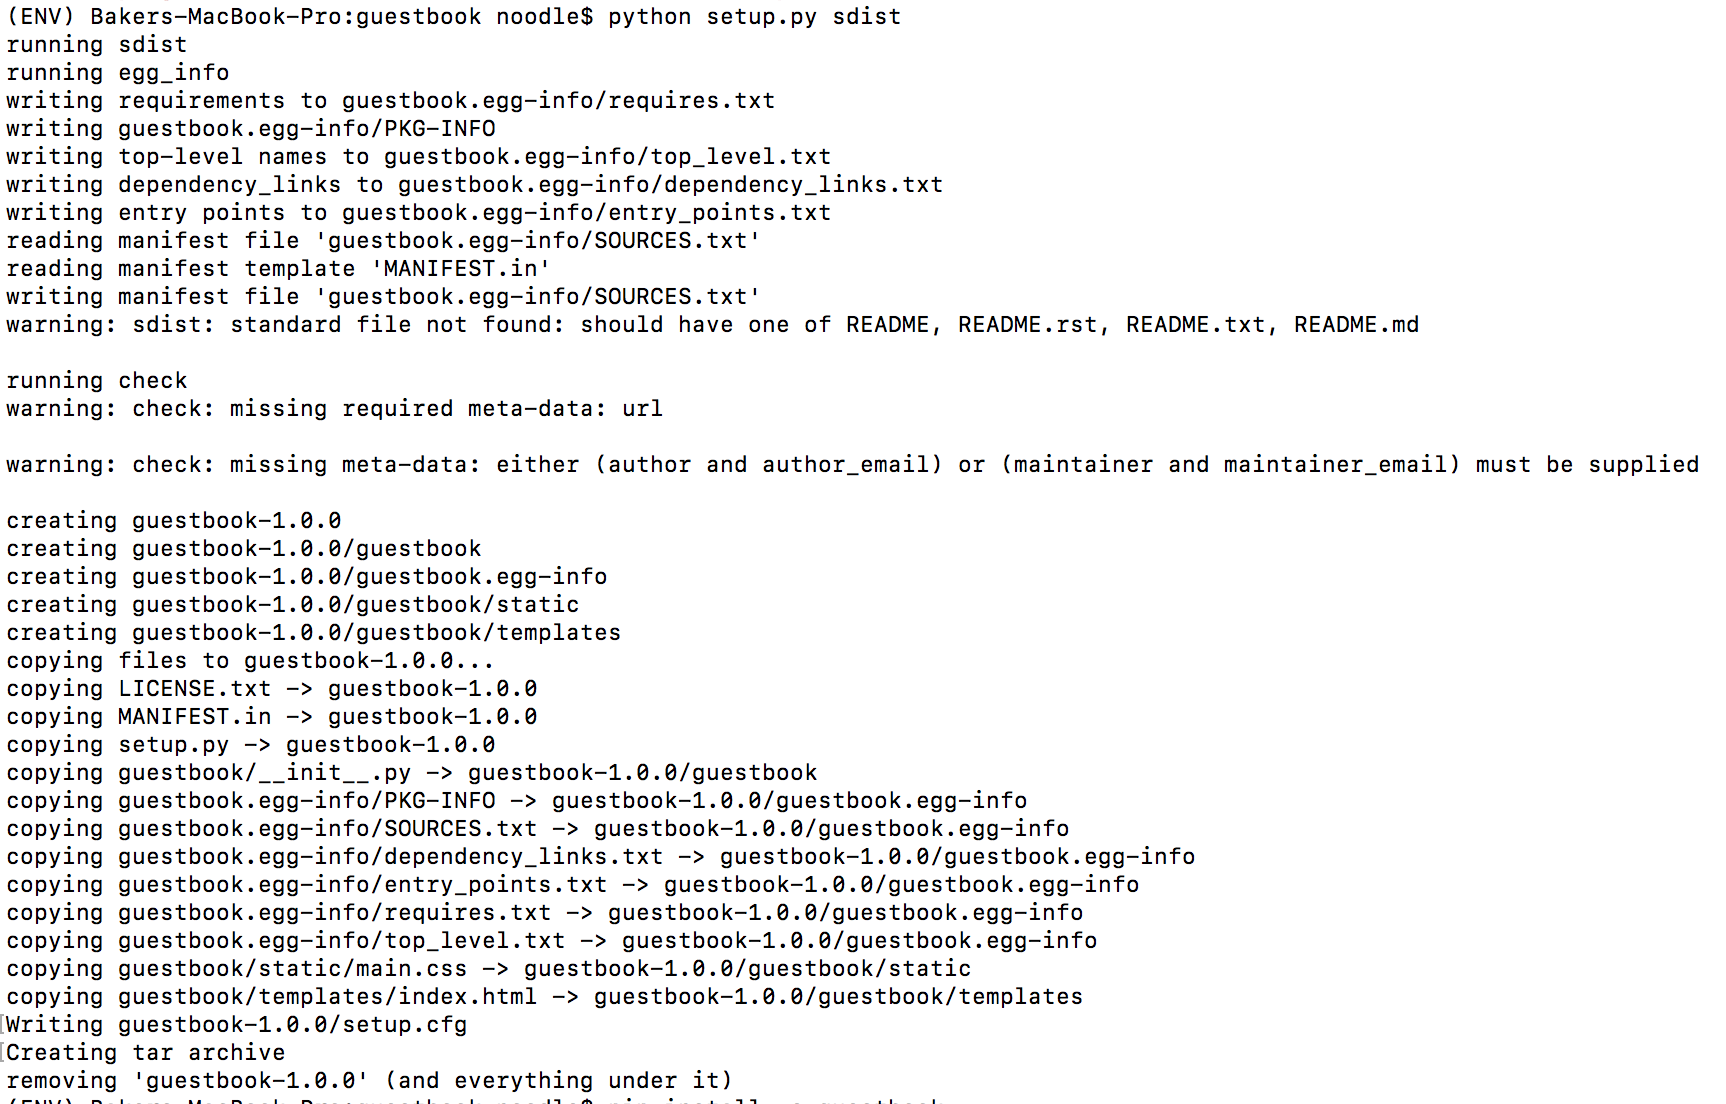 (ENV) Bakers-MacBook-Pro:guestbook noodle$ python setup.py sdist
running sdist
running egg_info
writing requirements to guestbook.egg-info/requires.txt
writing guestbook.egg-info/PKG-INFO
writing top-level names to guestbook.egg-info/top_level.txt
writing dependency_links to guestbook.egg-info/dependency_links.txt
writing entry points to guestbook.egg-info/entry_points.txt
reading manifest file 'guestbook.egg-info/SOURCES.txt'
reading manifest template 'MANIFEST.in'
writing manifest file 'guestbook.egg-info/SOURCES.txt'
warning: sdist: standard file not found: should have one of README, README.rst, README.txt, README.md
running check
warning: check: missing required meta-data: url
warning: check: missing meta-data: either (author and author_email) or (maintainer and maintainer_email) must be supplied
creating guestbook-1.0.0
creating guestbook-1.0.0/guestbook
creating guestbook-1.0.0/guestbook.egg-info
creating guestbook-1.0.0/guestbook/static
creating guestbook-1.0.0/guestbook/templates
copying files to guestbook-1.0.0...
copying LICENSE.txt -> guestbook-1.0.0
copying MANIFEST.in -> guestbook-1.0.0
copying setup.py -> guestbook-1.0.0
copying guestbook/__init__.py -> guestbook-1.0.0/guestbook
copying guestbook.egg-info/PKG-INFO -> guestbook-1.0.0/guestbook.egg-info
copying guestbook.egg-info/SOURCES.txt -> guestbook-1.0.0/guestbook.egg-info
copying guestbook.egg-info/dependency_links.txt -> guestbook-1.0.0/guestbook.egg-info
copying guestbook.egg-info/entry_points.txt -> guestbook-1.0.0/guestbook.egg-info
copying guestbook.egg-info/requires.txt -> guestbook-1.0.0/guestbook.egg-info
copying guestbook.egg-info/top_level.txt -> guestbook-1.0.0/guestbook.egg-info
copying guestbook/static/main.css -> guestbook-1.0.0/guestbook/static
copying guestbook/templates/index.html -> guestbook-1.0.0/guestbook/templates
Writing guestbook-1.0.0/setup.cfg
Creating tar archive
removing 'guestbook-1.0.0' (and everything under it)